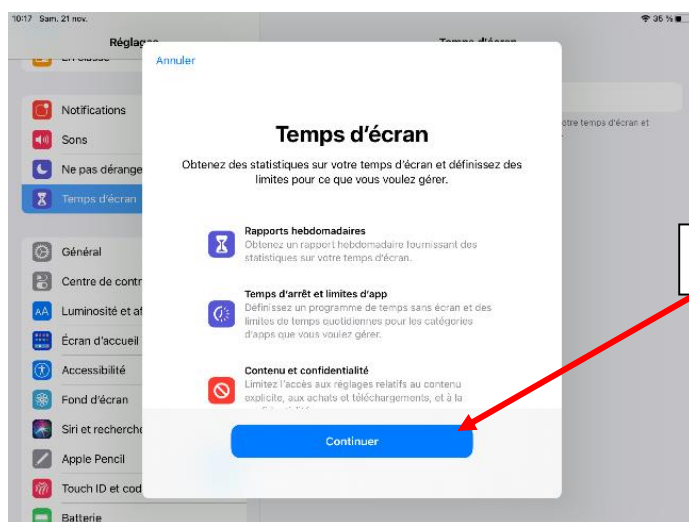 10:17 Sam. 21 nov.
35 %
Réglages
Temps d'écran
En classe
Notifications
Sons
Ne pas dérange
Temps d'écran
Général
Centre de contr
Luminosité et af
Écran d'accueil
Accessibilité
Fond d'écran
Siri et recherche
Apple Pencil
Touch ID et cod
Batterie
otre temps d'écran et
Annuler
Temps d'écran
Obtenez des statistiques sur votre temps d'écran et définissez des
limites pour ce que vous voulez gérer.
Rapports hebdomadaires
Obtenez un rapport hebdomadaire fournissant des
statistiques sur votre temps d'écran.
Temps d'arrêt et limites d'app
Définissez un programme de temps sans écran et des
limites de temps quotidiennes pour les catégories
d'apps que vous voulez gérer.
Contenu et confidentialité
Limitez l'accès aux réglages relatifs au contenu
explicite, aux achats et téléchargements, et à la
confidentialité.
Continuer